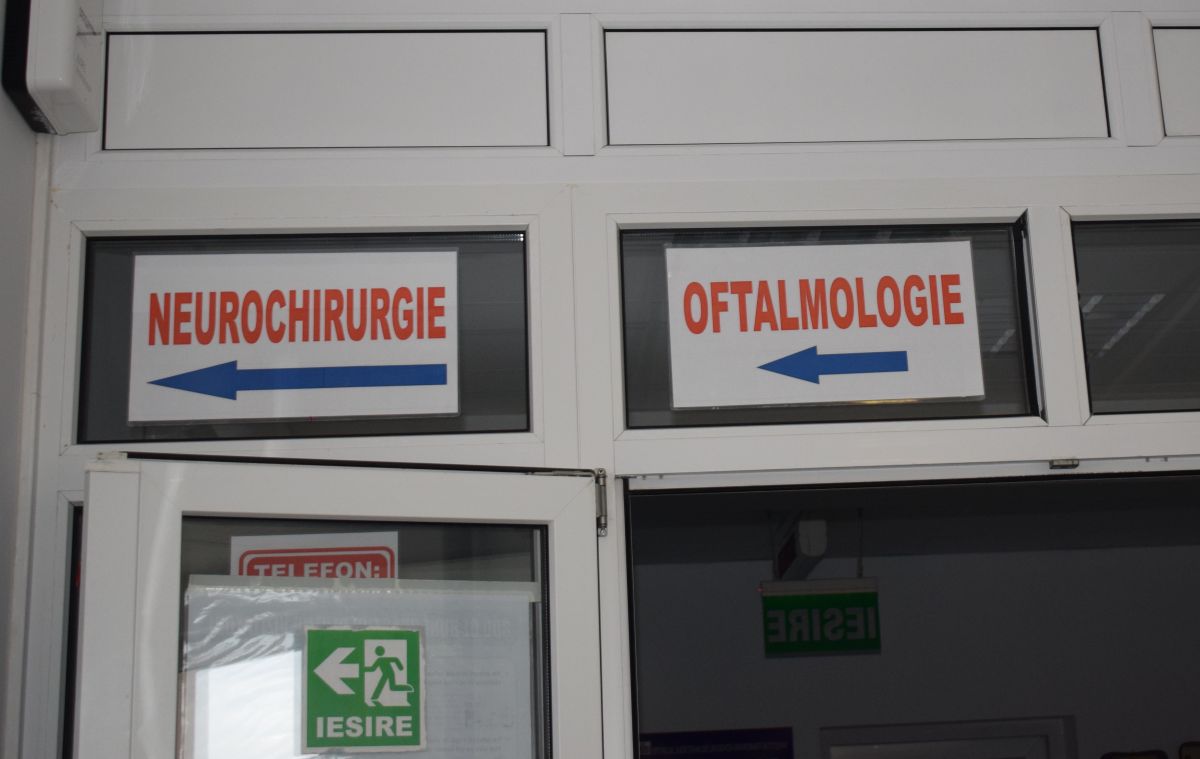 NEUROCHIRURGIE
OFTALMOLOGIE
TELEFON:
IESIRE
IESIRE